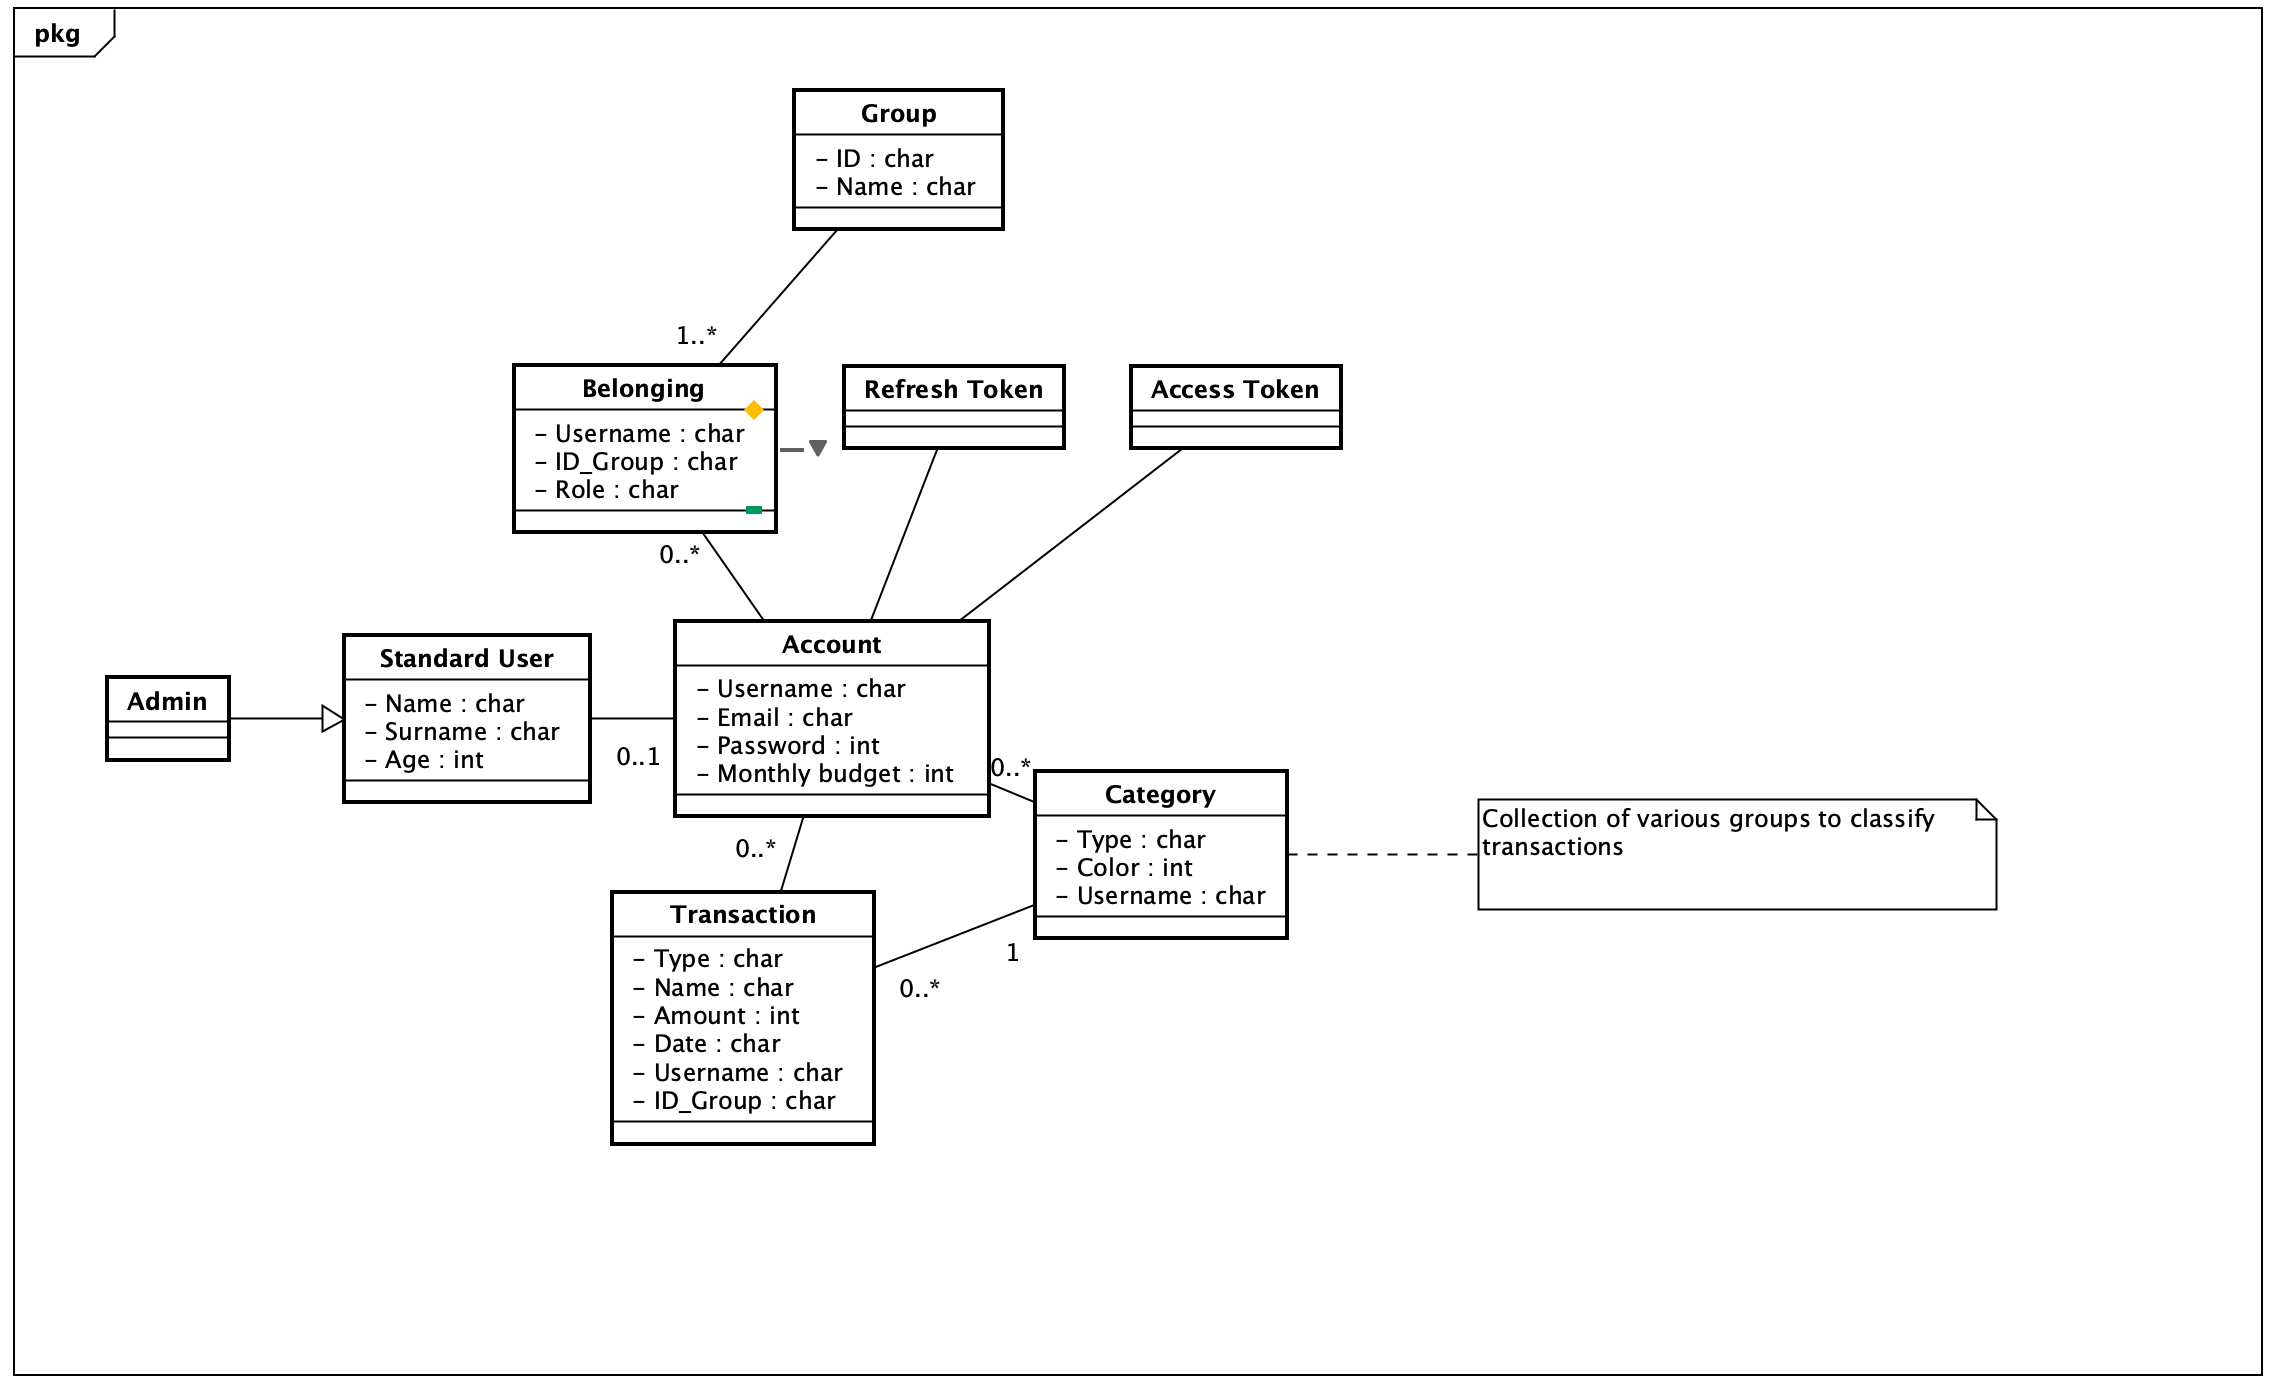 pkg
Group
– ID : char
– Name : char
1..*
Belonging
– Username : char
– ID_Group : char
– Role : char
0..*
Refresh Token
Access Token
Admin
Standard User
– Name : char
– Surname : char
– Age : int
0..1
Account
– Username : char
– Email : char
– Password : int
– Monthly budget : int
0..*
0..*
Category
– Type : char
– Color : int
– Username : char
1
0..*
Collection of various groups to classify
transactions
Transaction
– Type : char
– Name : char
– Amount : int
– Date : char
– Username : char
– ID_Group : char